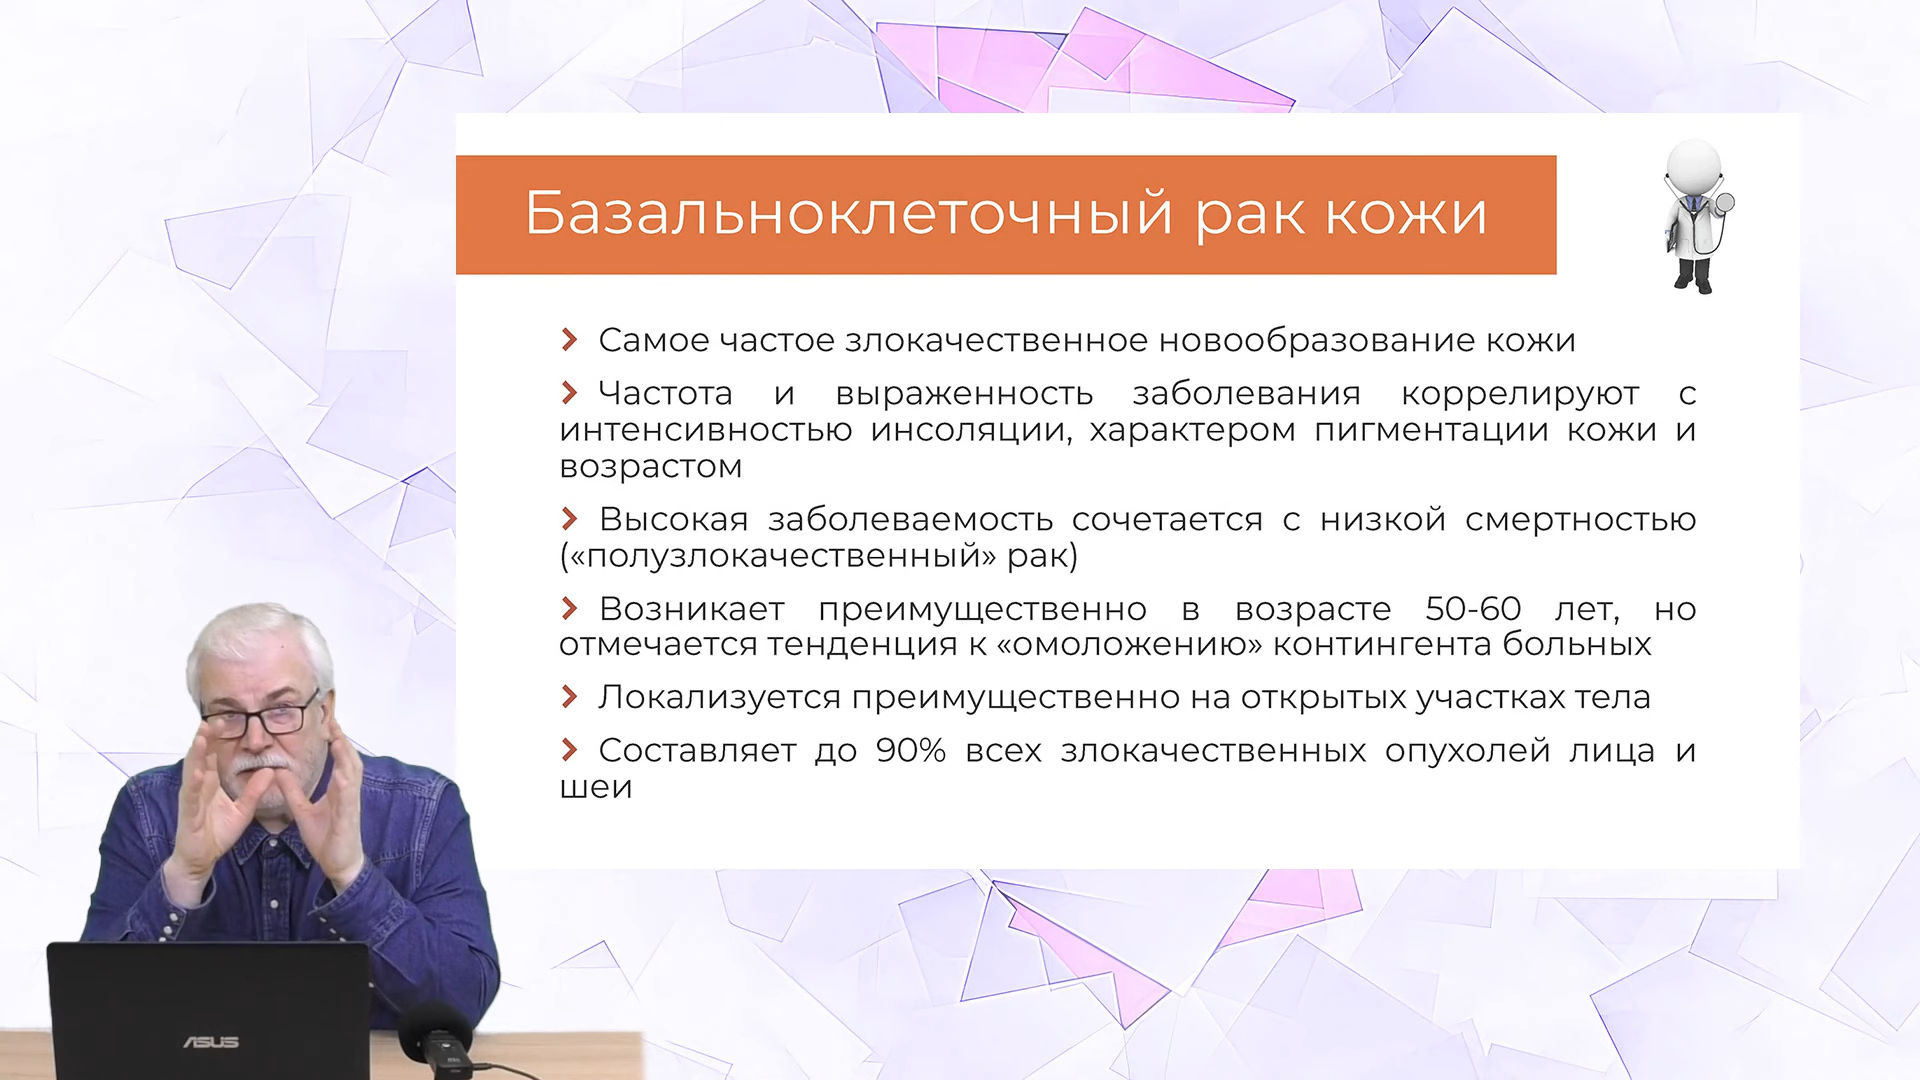 Базальноклеточный рак кожи
Самое частое злокачественное новообразование кожи
Частота и выраженность заболевания коррелируют с
интенсивностью инсоляции, характером пигментации кожи и
возрастом
Высокая заболеваемость сочетается с низкой смертностью
(«полузлокачественный» рак)
Возникает преимущественно в возрасте 50-60 лет, но
отмечается тенденция к «омоложению» контингента больных
Локализуется преимущественно на открытых участках тела
Составляет до 90% всех злокачественных опухолей лица и
шеи
ASUS